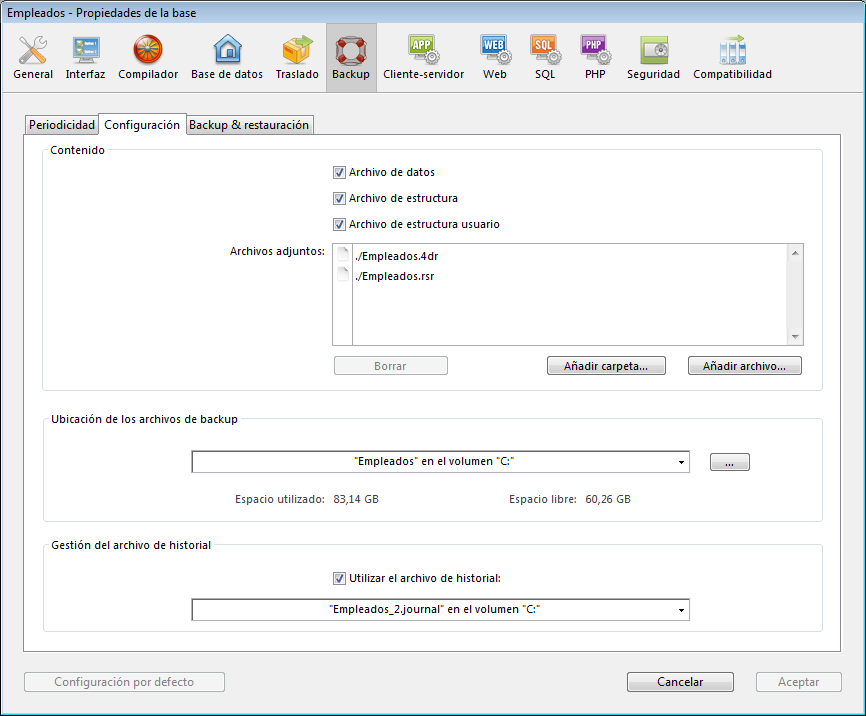 Empleados - Propiedades de la base
APP WEB SQL PHP
General Interfaz Compilador Base de datos Traslado Backup Cliente-servidor Web SQL PHP Seguridad Compatibilidad
Periodicidad Configuración Backup & restauración
Contenido
Archivo de datos
Archivo de estructura
Archivo de estructura usuario
Archivos adjuntos: ./Empleados.4dr
./Empleados.rsr
Borrar Añadir carpeta... Añadir archivo...
Ubicación de los archivos de backup
"Empleados" en el volumen "C:" ...
Espacio utilizado: 83,14 GB Espacio libre: 60,26 GB
Gestión del archivo de historial
Utilizar el archivo de historial:
"Empleados_2.journal" en el volumen "C:"
Configuración por defecto Cancelar Aceptar